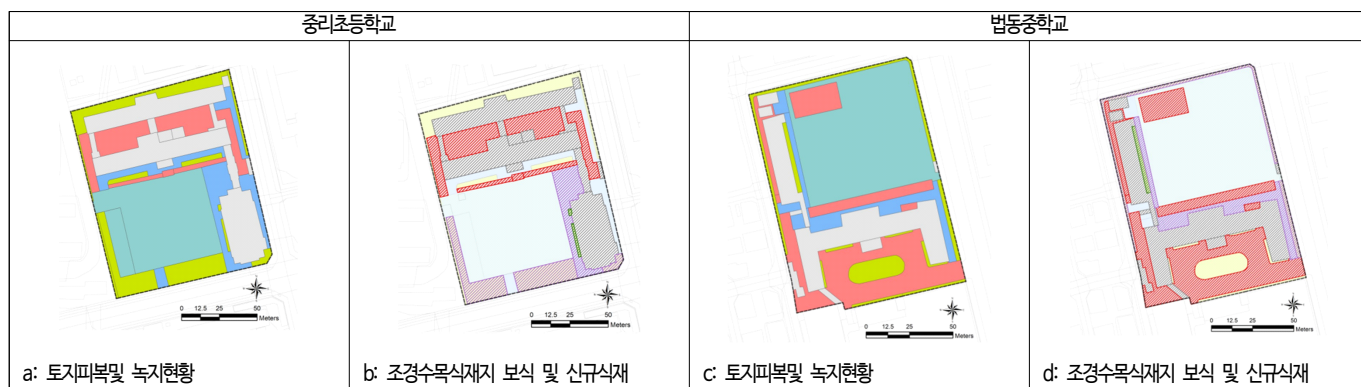 중리초등학교
법동중학교
0 12.5 25 50
Meters
0 12.5 25 50
Meters
0 12.5 25 50
Meters
0 12.5 25 50
Meters
a: 토지피복및 녹지현황
b: 조경수목식재지 보식 및 신규식재
c: 토지피복및 녹지현황
d: 조경수목식재지 보식 및 신규식재